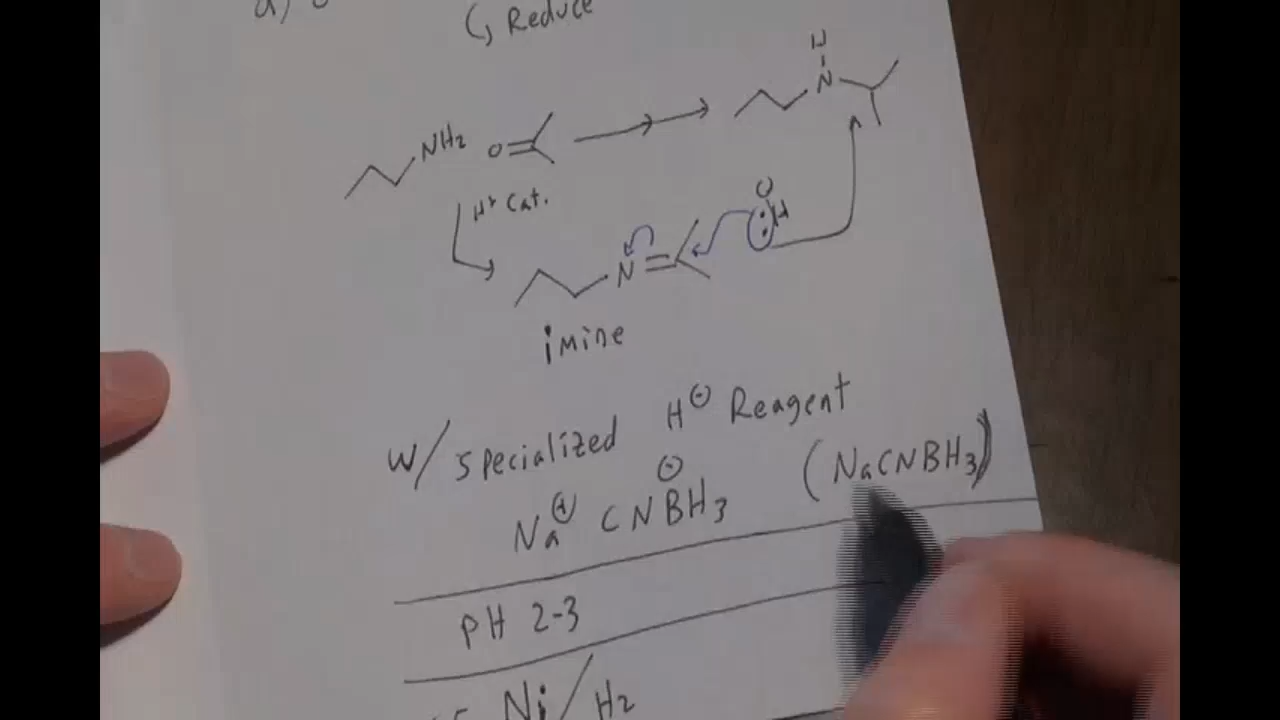 a)
↳ Reduce
H
N
NH2 O
H+ Cat.
H
N
imine
w/ specialized H⊖ Reagent
Na⊕ CNBH3⊖ (NaCNBH3)
PH 2-3
Ni/H2